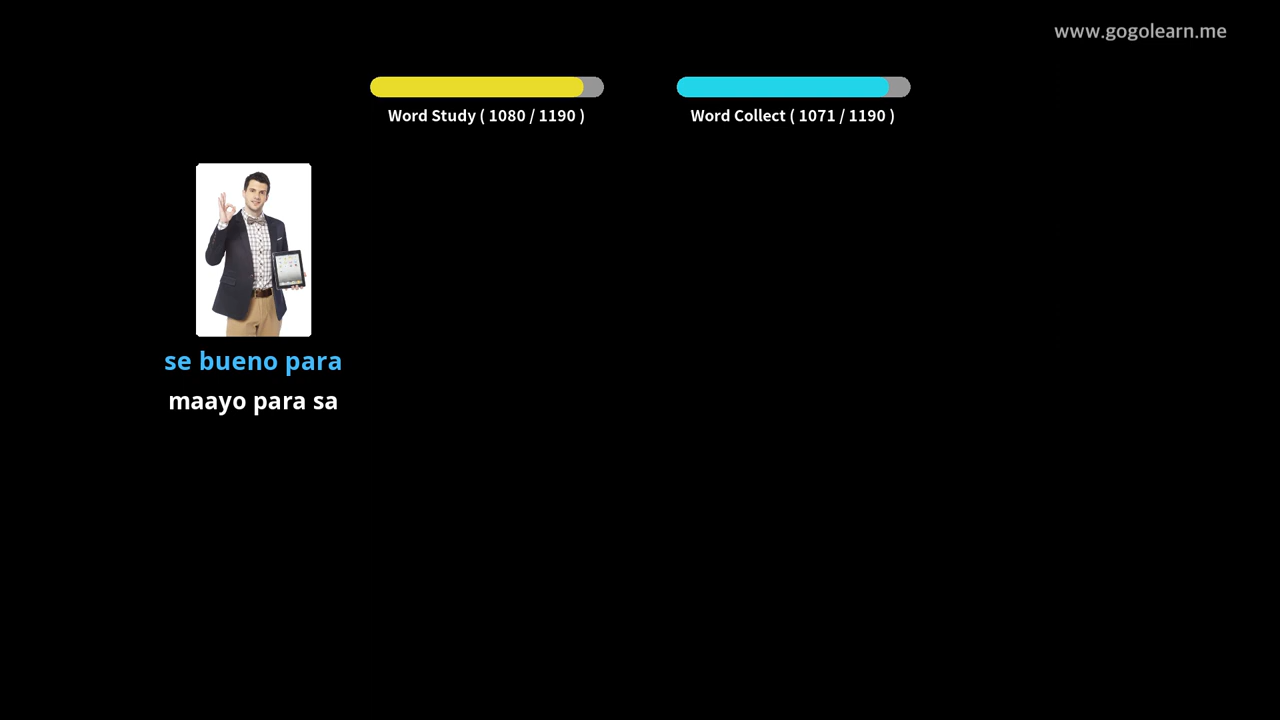 www.gogolearn.me
Word Study ( 1080 / 1190 )
Word Collect ( 1071 / 1190 )
se bueno para
maayo para sa